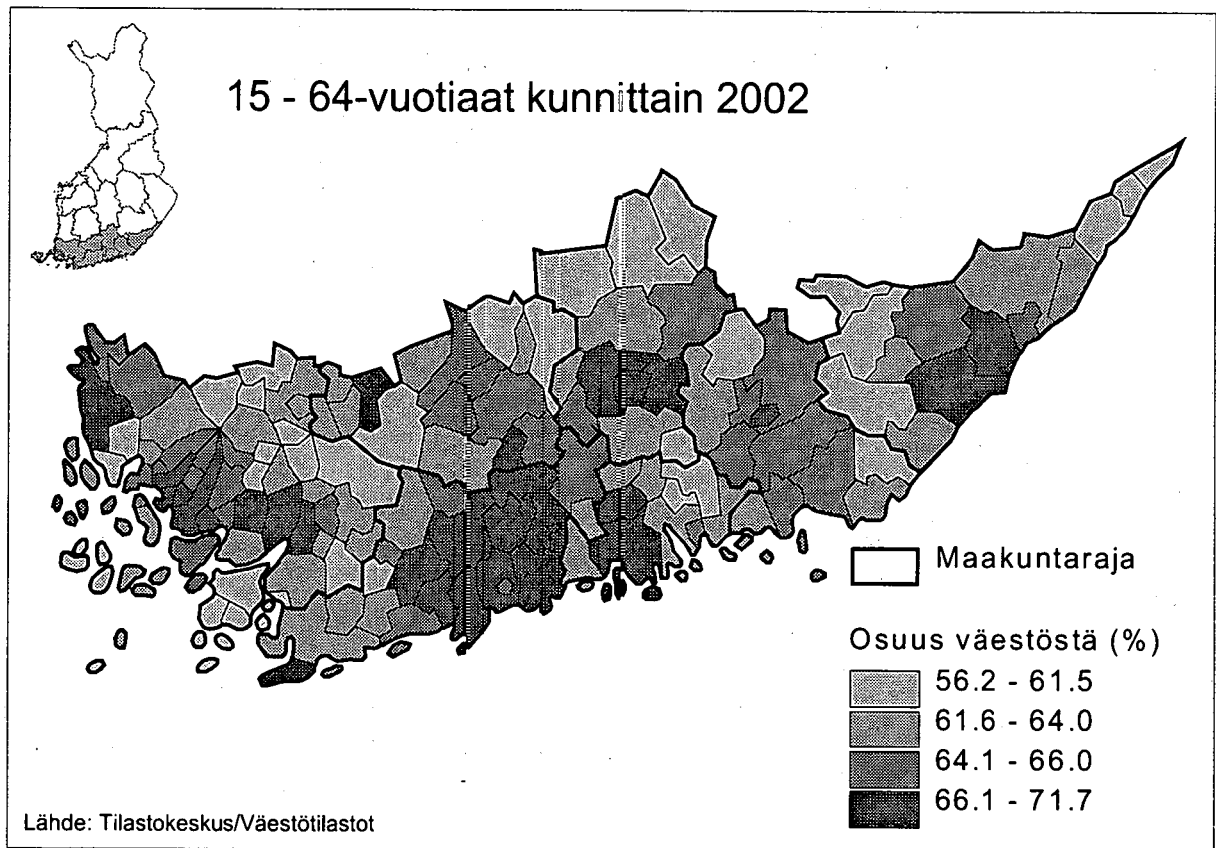 15 - 64-vuotiaat kunnittain 2002
Maakuntaraja
Osuus väestöstä (%)
56.2 - 61.5
61.6 - 64.0
64.1 - 66.0
66.1 - 71.7
Lähde: Tilastokeskus/Väestötilastot